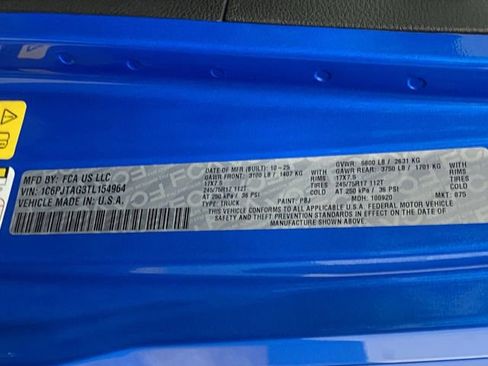 MFD BY: FCA US LLC
VIN: 1C6PJTAG3TL154964
VEHICLE MADE IN: U.S.A.
DATE OF MFR (BUILT): 10-25
GAWR FRONT: 3100 LB / 1407 KG WITH
17X7.5 RIMS
245/75R17 112T TIRES
AT 250 kPa / 36 PSI
TYPE: TRUCK PAINT: PBJ
GVWR: 5800 LB / 2631 KG
GAWR REAR: 3750 LB / 1701 KG WITH
17X7.5 RIMS
245/75R17 112T TIRES
AT 250 kPa / 36 PSI
MDH: 100920 MKT: 875
THIS VEHICLE CONFORMS TO ALL APPLICABLE U.S.A. FEDERAL MOTOR VEHICLE
SAFETY AND THEFT PREVENTION STANDARDS IN EFFECT ON THE DATE OF
MANUFACTURE SHOWN ABOVE